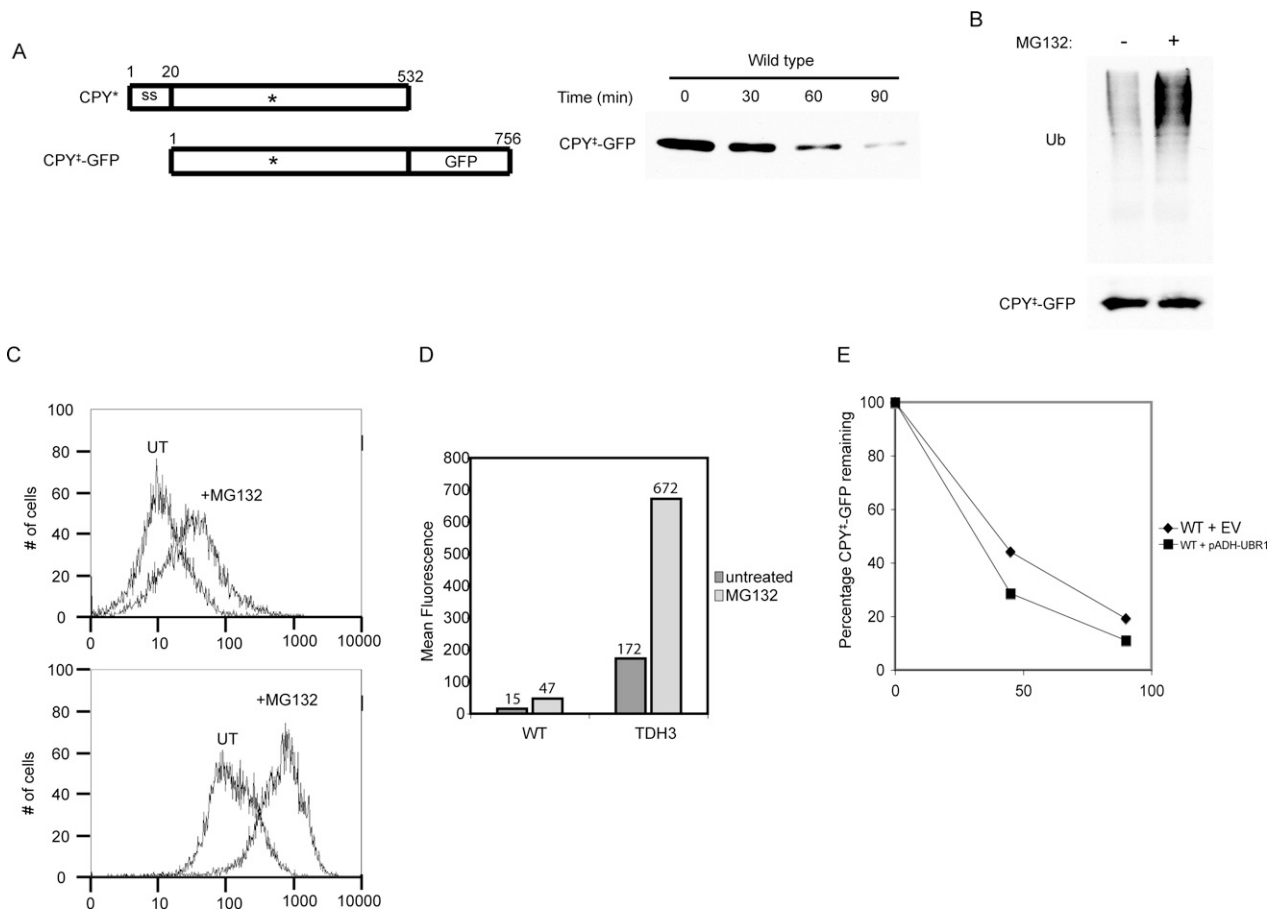 A
1 20 532
CPY* ss *
1 756
CPY‡-GFP * GFP
Wild type
Time (min) 0 30 60 90
CPY‡-GFP
B
MG132: - +
Ub
CPY‡-GFP
C
100
80
60
40
20
0
# of cells
UT
+MG132
0 10 100 1000 10000
100
80
60
40
20
0
# of cells
UT
+MG132
0 10 100 1000 10000
D
800
700
600
500
400
300
200
100
0
Mean Fluorescence
15 47 172 672
WT TDH3
untreated
MG132
E
100
80
60
40
20
0
Percentage CPY‡-GFP remaining
0 50 100
WT + EV
WT + pADH-UBR1